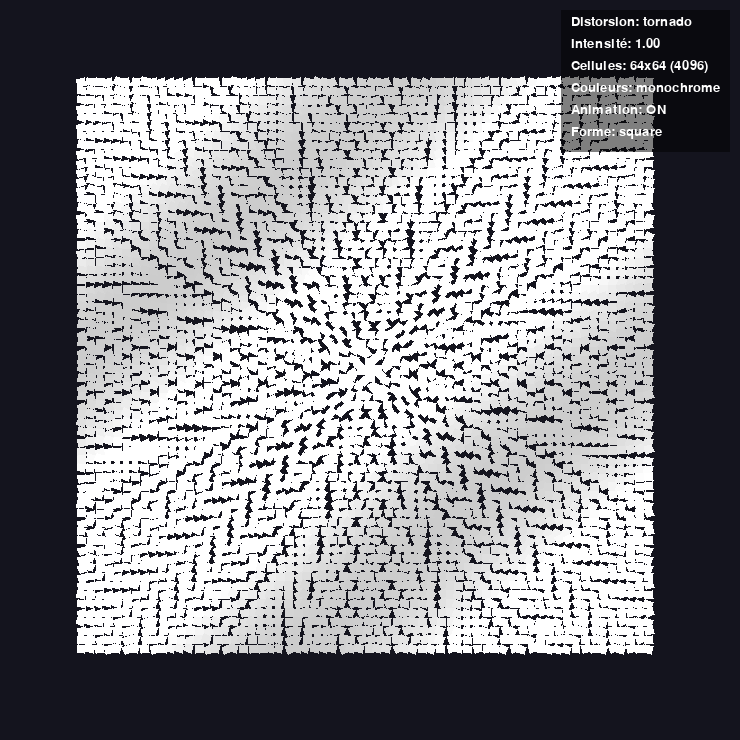 Distorsion: tornado
Intensité: 1.00
Cellules: 64x64 (4096)
Couleurs: monochrome
Animation: ON
Forme: square